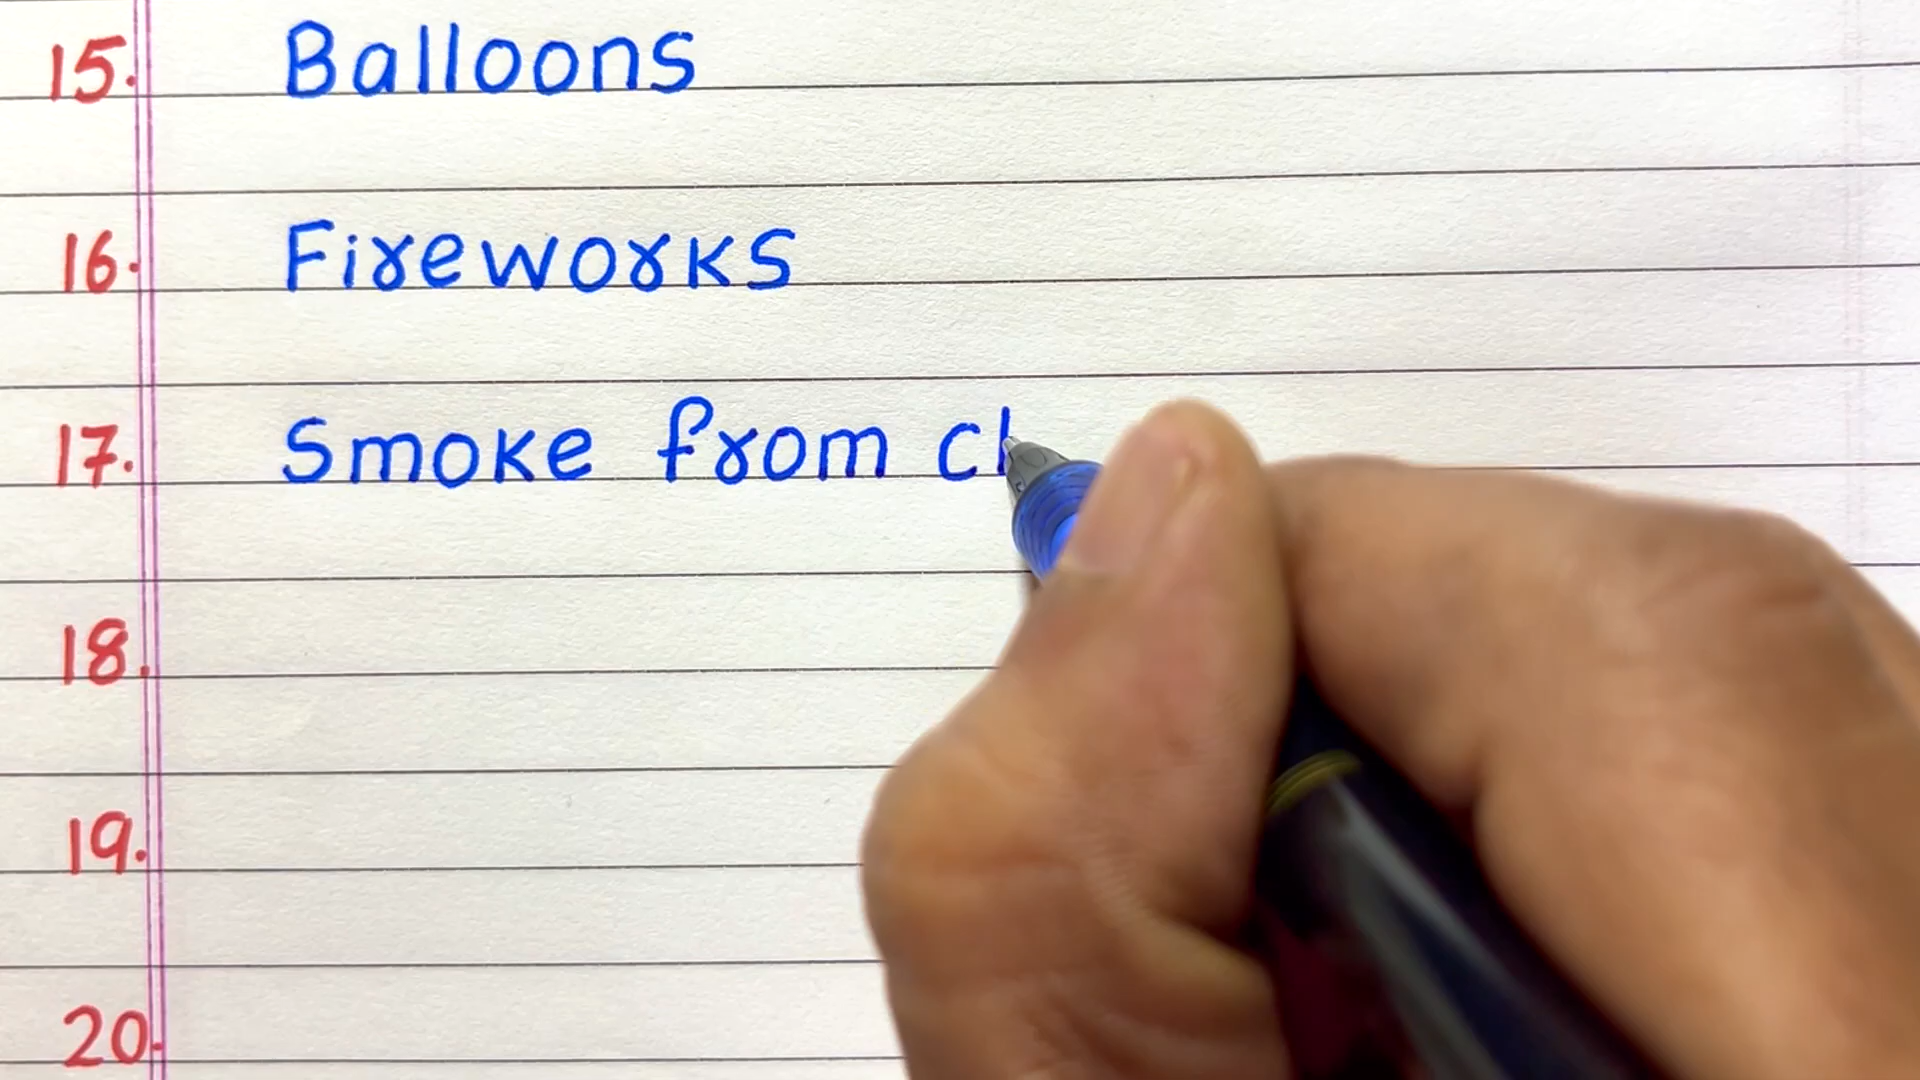 15. Balloons
16. Fireworks
17. Smoke from
18.
19.
20.